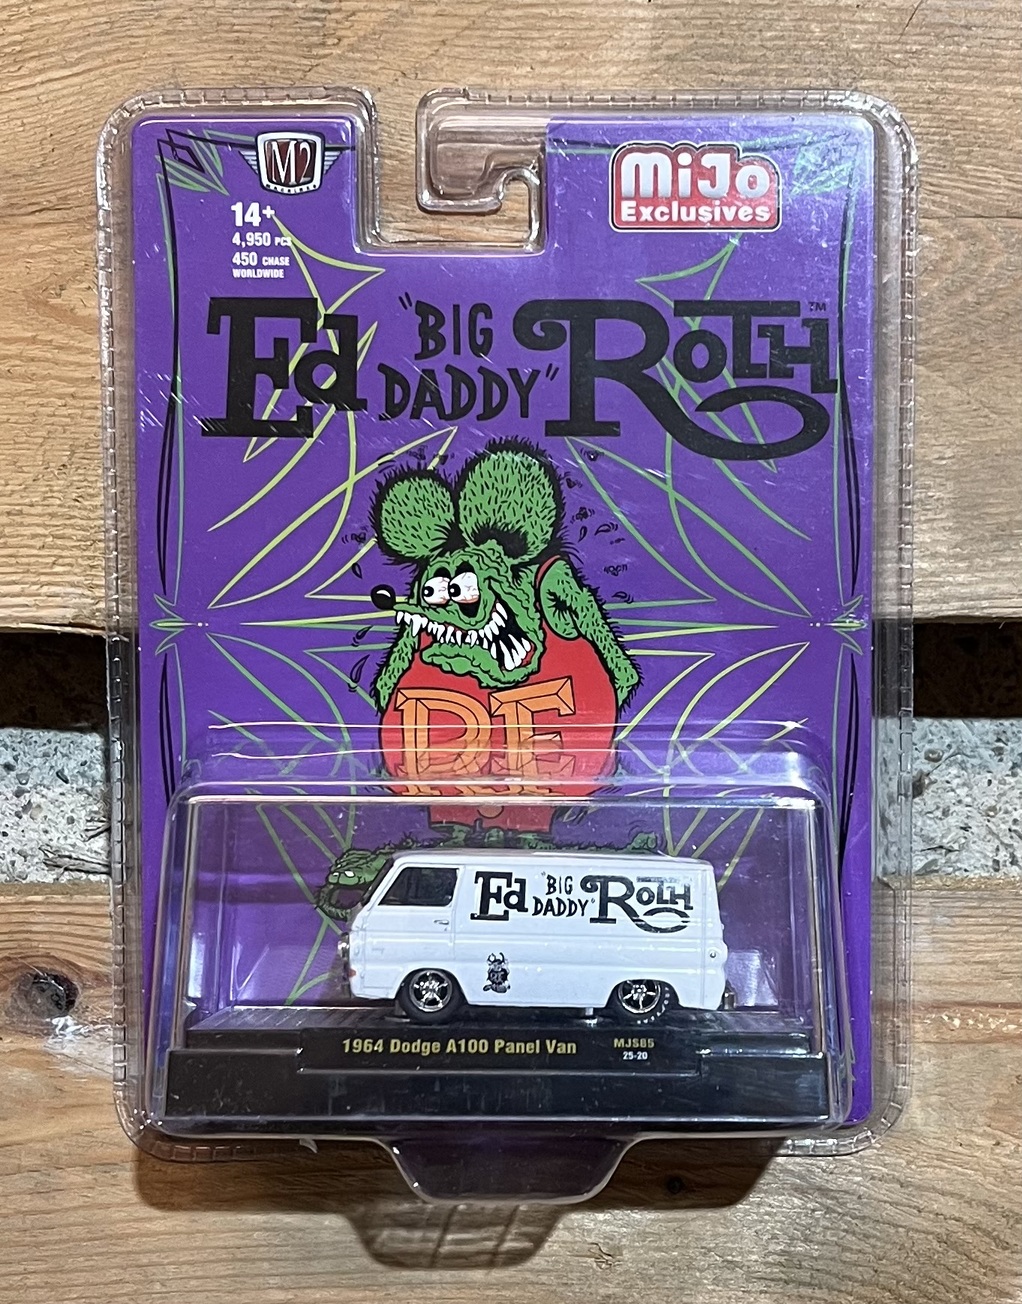 M2
MACHINES
MiJo
Exclusives
14+
4,950 PCS
450 CHASE
WORLDWIDE
Ed "BIG DADDY" Roth™
R.F.
Ed "BIG DADDY" Roth
RF
1964 Dodge A100 Panel Van
MJS85
25-20